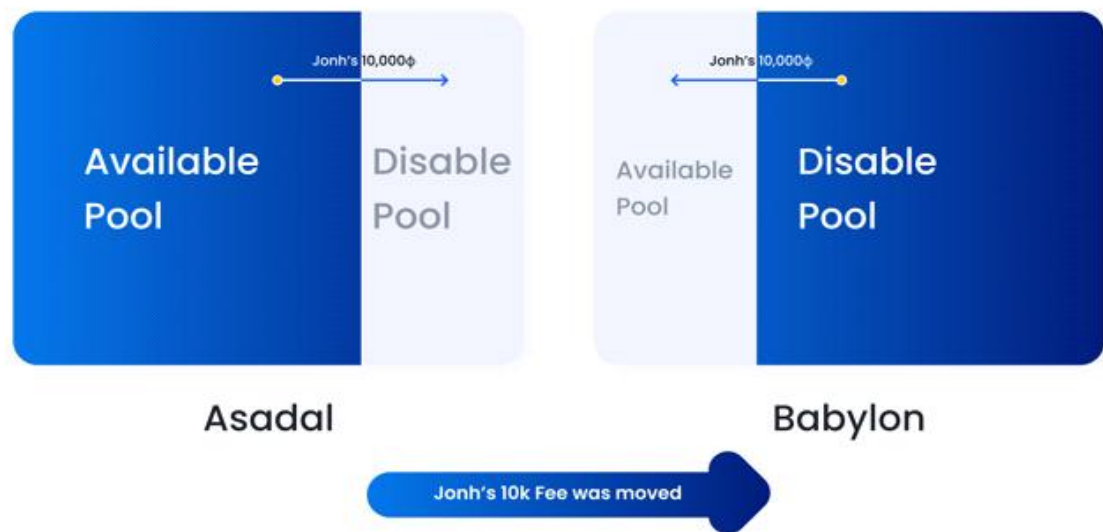 Jonh's 10,000ϕ
Available
Pool
Disable
Pool
Asadal
Jonh's 10,000ϕ
Available
Pool
Disable
Pool
Babylon
Jonh's 10k Fee was moved